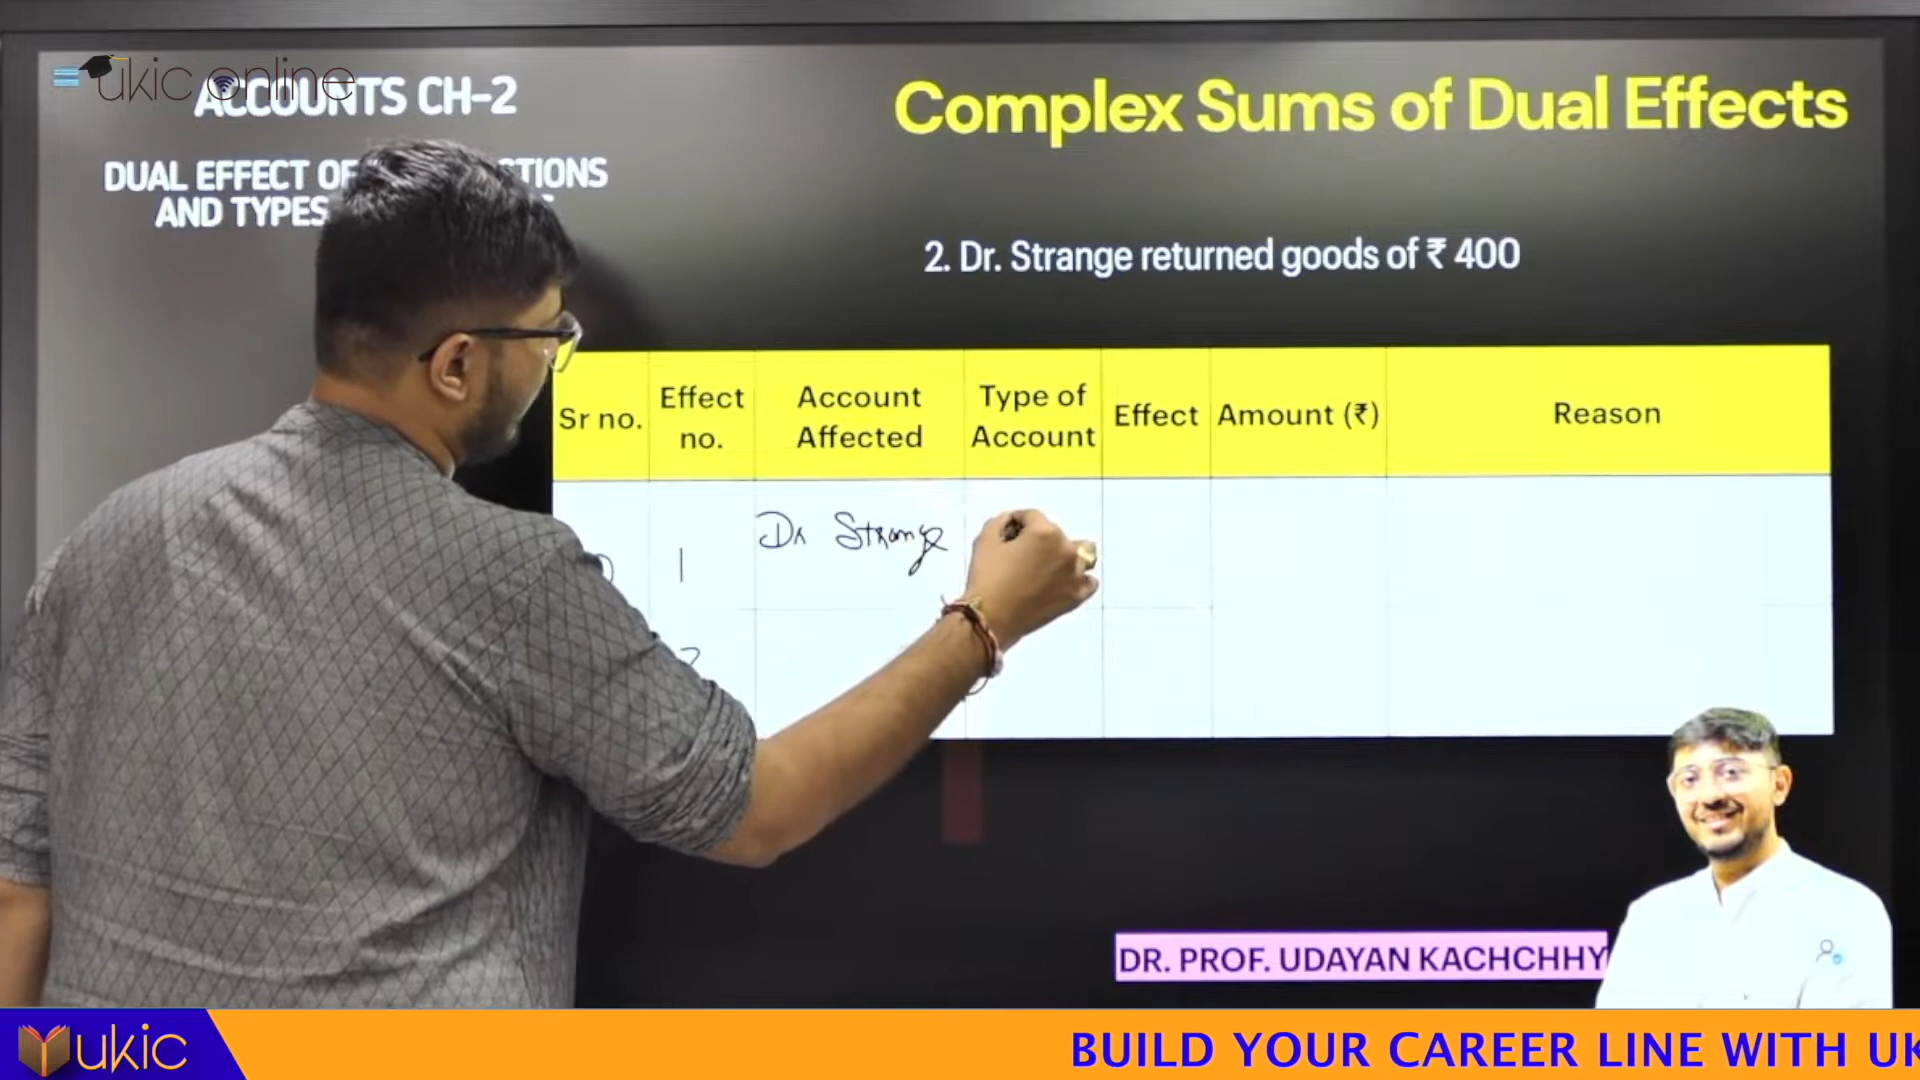 ukic online
ACCOUNTS CH-2
DUAL EFFECT OF
AND TYPES
Complex Sums of Dual Effects
2. Dr. Strange returned goods of ₹ 400
Sr no.
Effect no.
Account Affected
Type of Account
Effect
Amount (₹)
Reason
1
Dr Strange
2
DR. PROF. UDAYAN KACHCHHY
ukic
BUILD YOUR CAREER LINE WITH UK